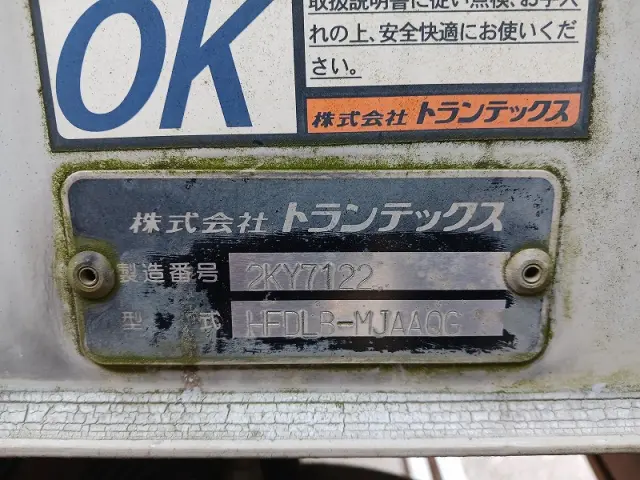 OK
取扱説明書に従い点検、お手入
れの上、安全快適にお使いくだ
さい。
株式会社 トランテックス
株式会社 トランテックス
製造番号 2KY7122
型 式 HFDLB-MJAAQG